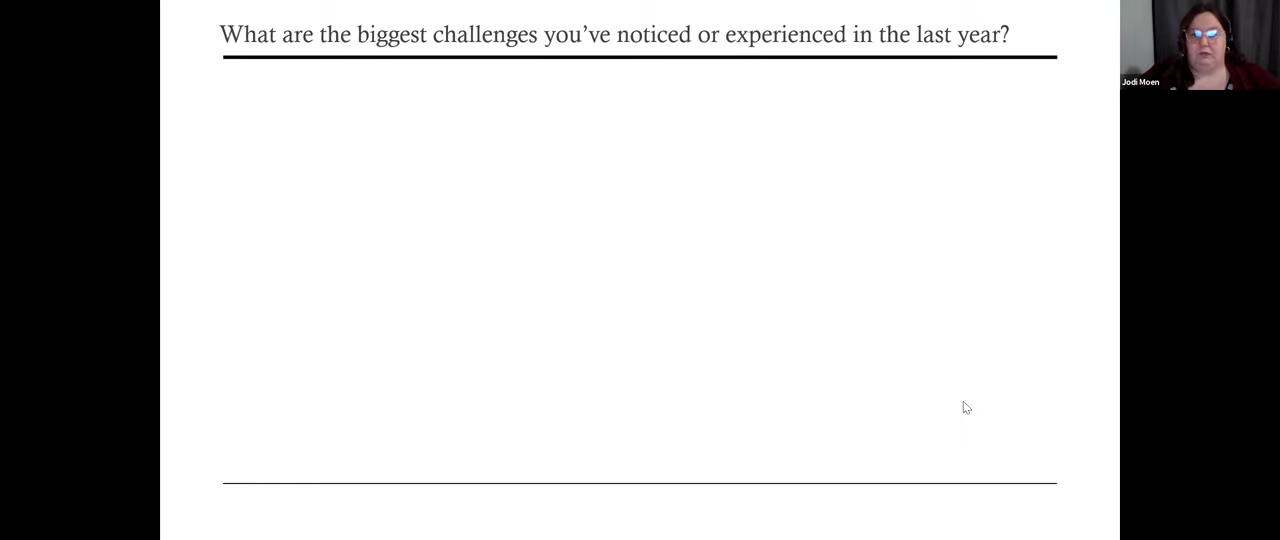 What are the biggest challenges you’ve noticed or experienced in the last year?
Jodi Moen